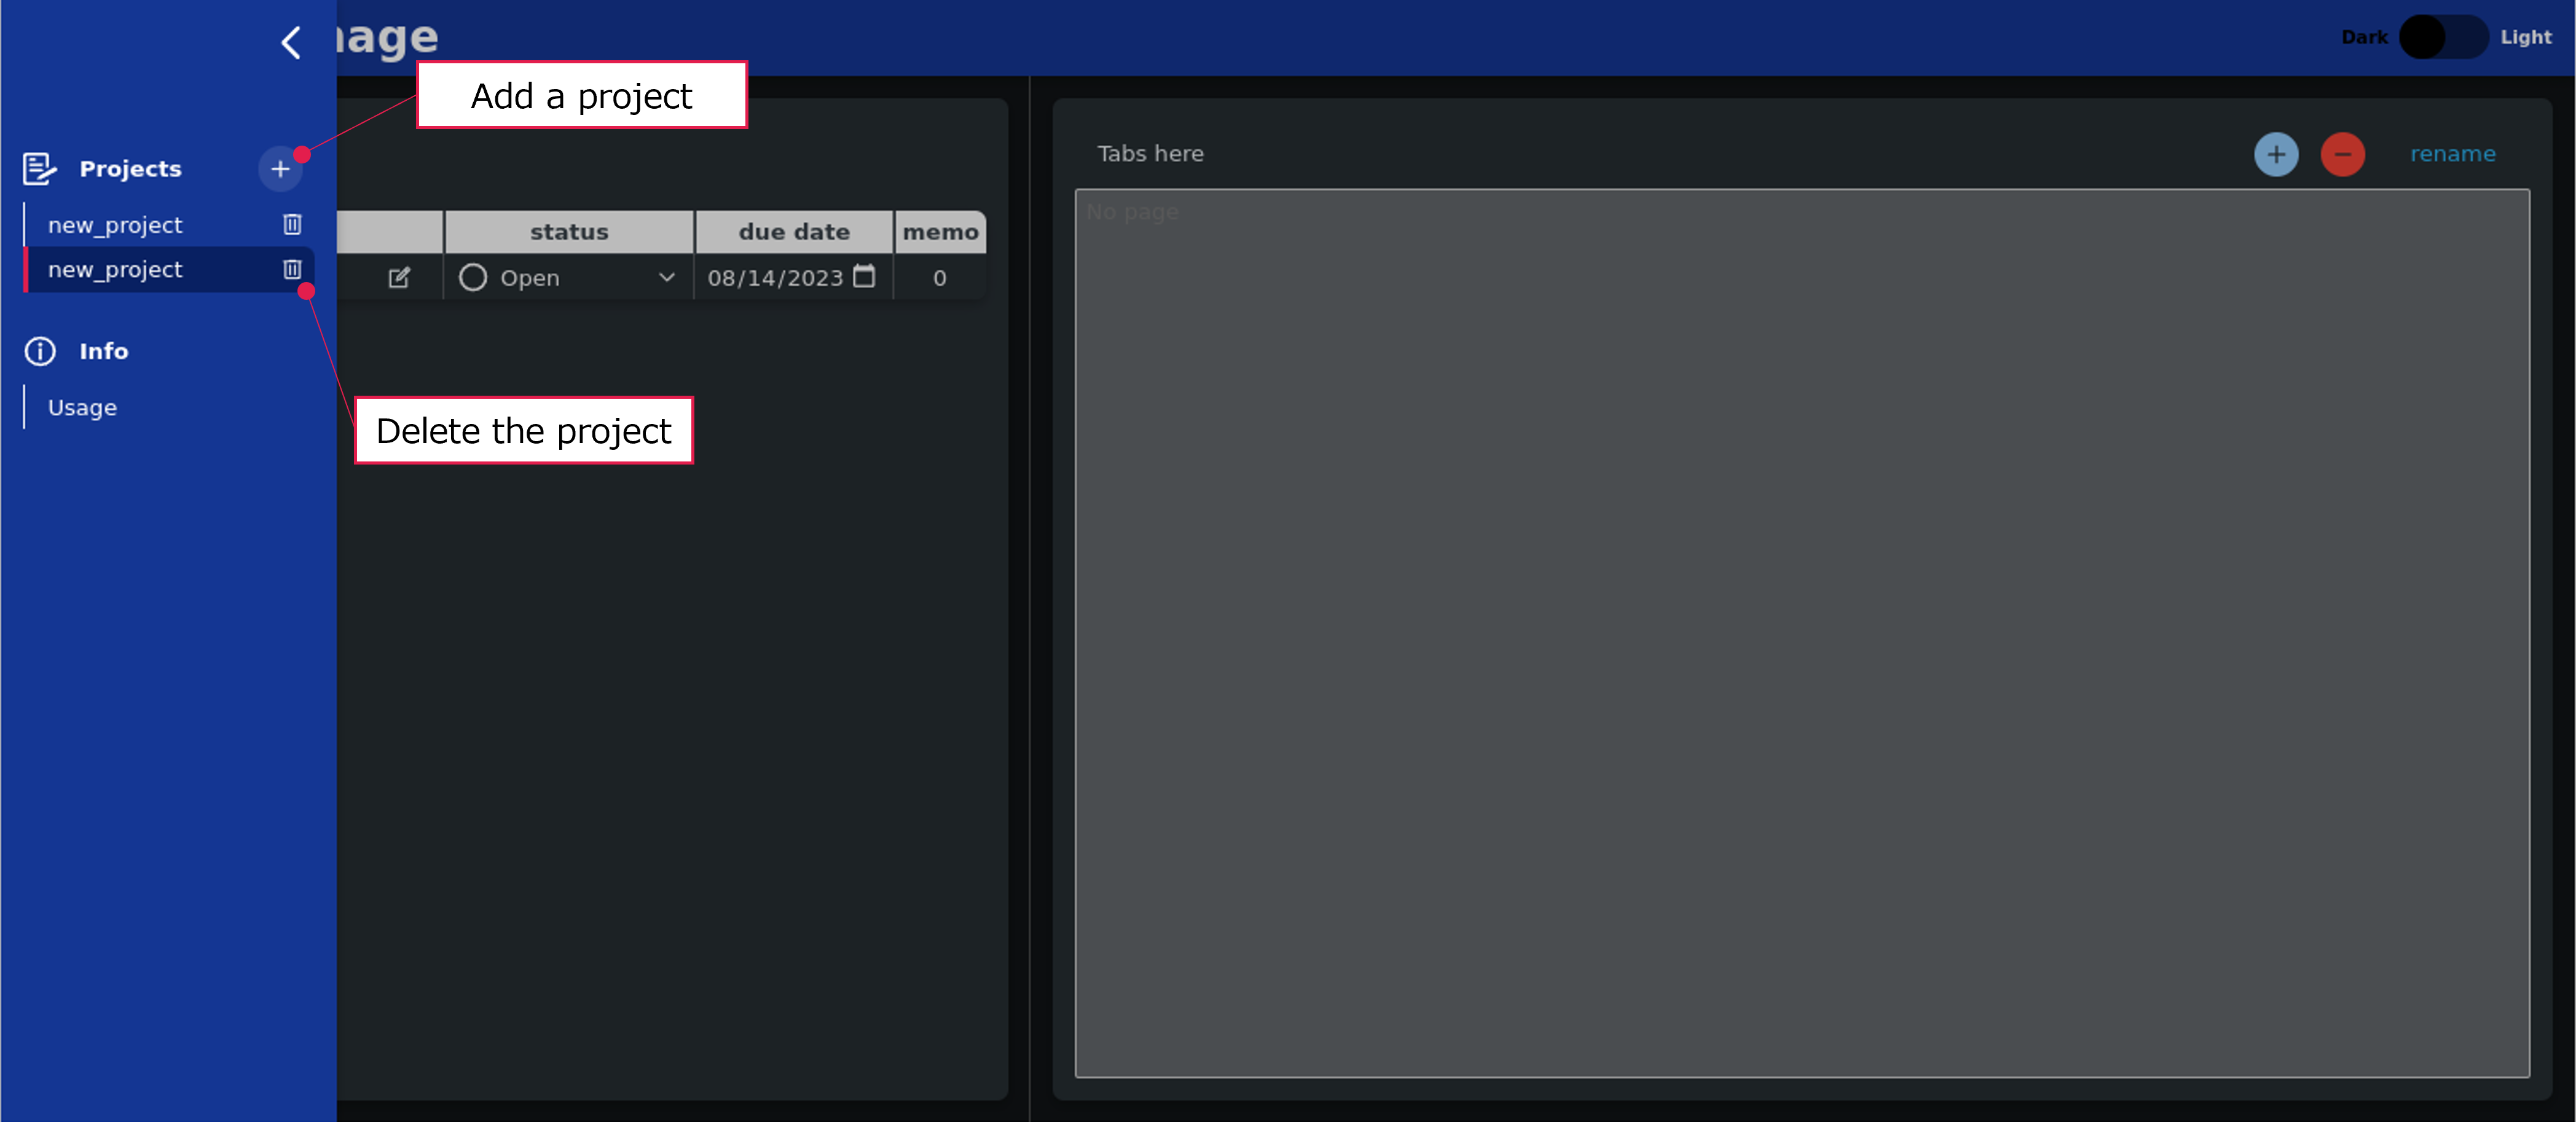 Dark Light
Add a project
Projects
new_project
new_project
Info
Usage
Delete the project
status due date memo
Open 08/14/2023 0
Tabs here
rename
No page